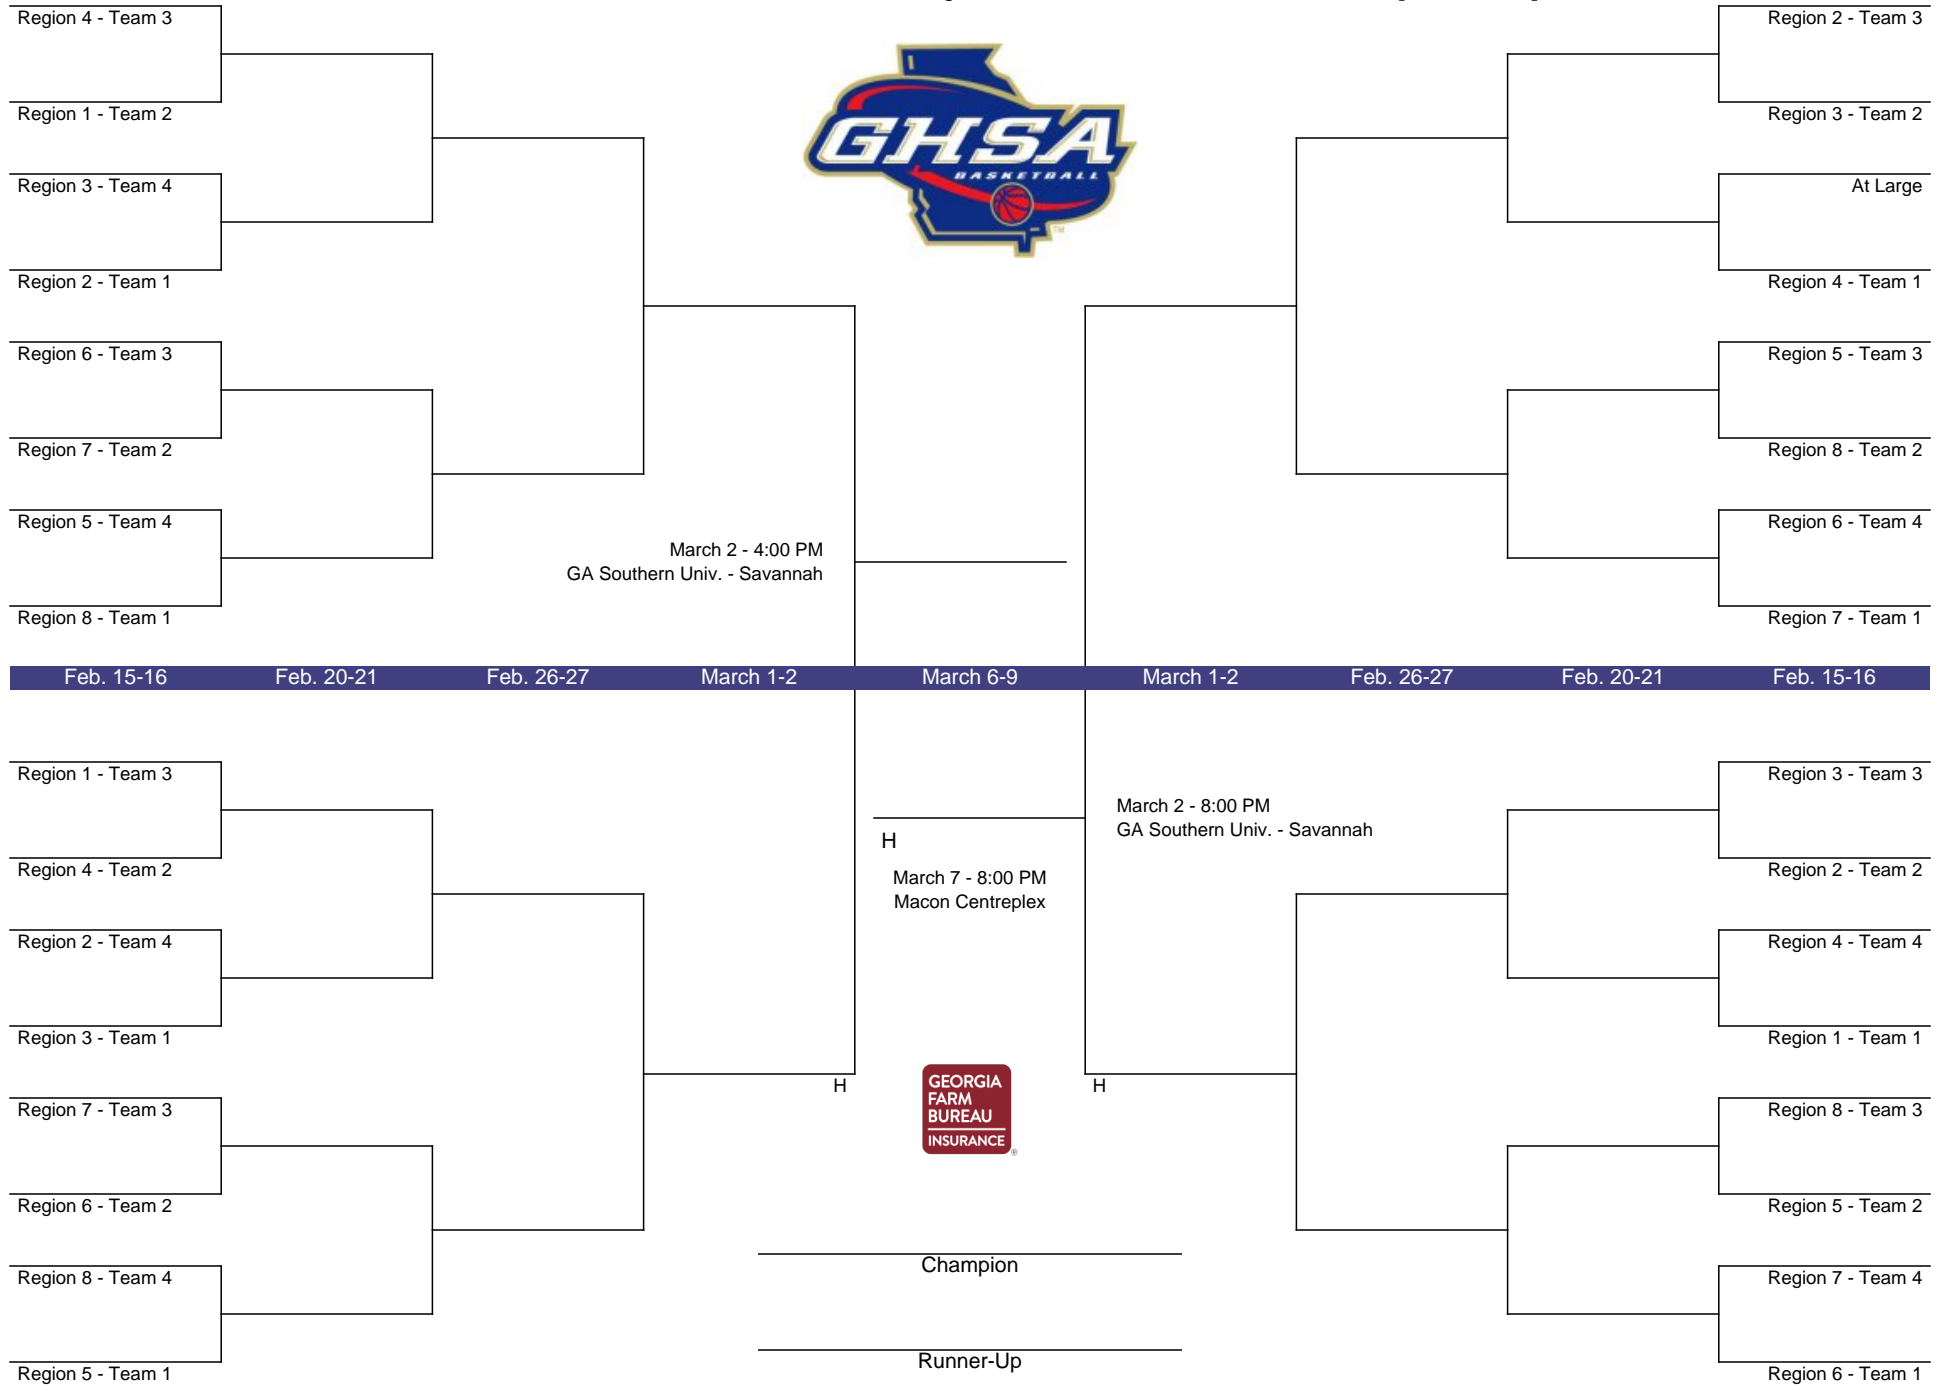 Region 4 - Team 3
Region 1 - Team 2
Region 3 - Team 4
Region 2 - Team 1
Region 6 - Team 3
Region 7 - Team 2
Region 5 - Team 4
Region 8 - Team 1
GHSA
BASKETBALL
TM
Region 2 - Team 3
Region 3 - Team 2
At Large
Region 4 - Team 1
Region 5 - Team 3
Region 8 - Team 2
Region 6 - Team 4
Region 7 - Team 1
March 2 - 4:00 PM
GA Southern Univ. - Savannah
Feb. 15-16 Feb. 20-21 Feb. 26-27 March 1-2 March 6-9 March 1-2 Feb. 26-27 Feb. 20-21 Feb. 15-16
Region 1 - Team 3
Region 4 - Team 2
Region 2 - Team 4
Region 3 - Team 1
Region 7 - Team 3
Region 6 - Team 2
Region 8 - Team 4
Region 5 - Team 1
H
March 7 - 8:00 PM
Macon Centreplex
March 2 - 8:00 PM
GA Southern Univ. - Savannah
H
H
GEORGIA
FARM
BUREAU
INSURANCE
®
Champion
Runner-Up
Region 3 - Team 3
Region 2 - Team 2
Region 4 - Team 4
Region 1 - Team 1
Region 8 - Team 3
Region 5 - Team 2
Region 7 - Team 4
Region 6 - Team 1